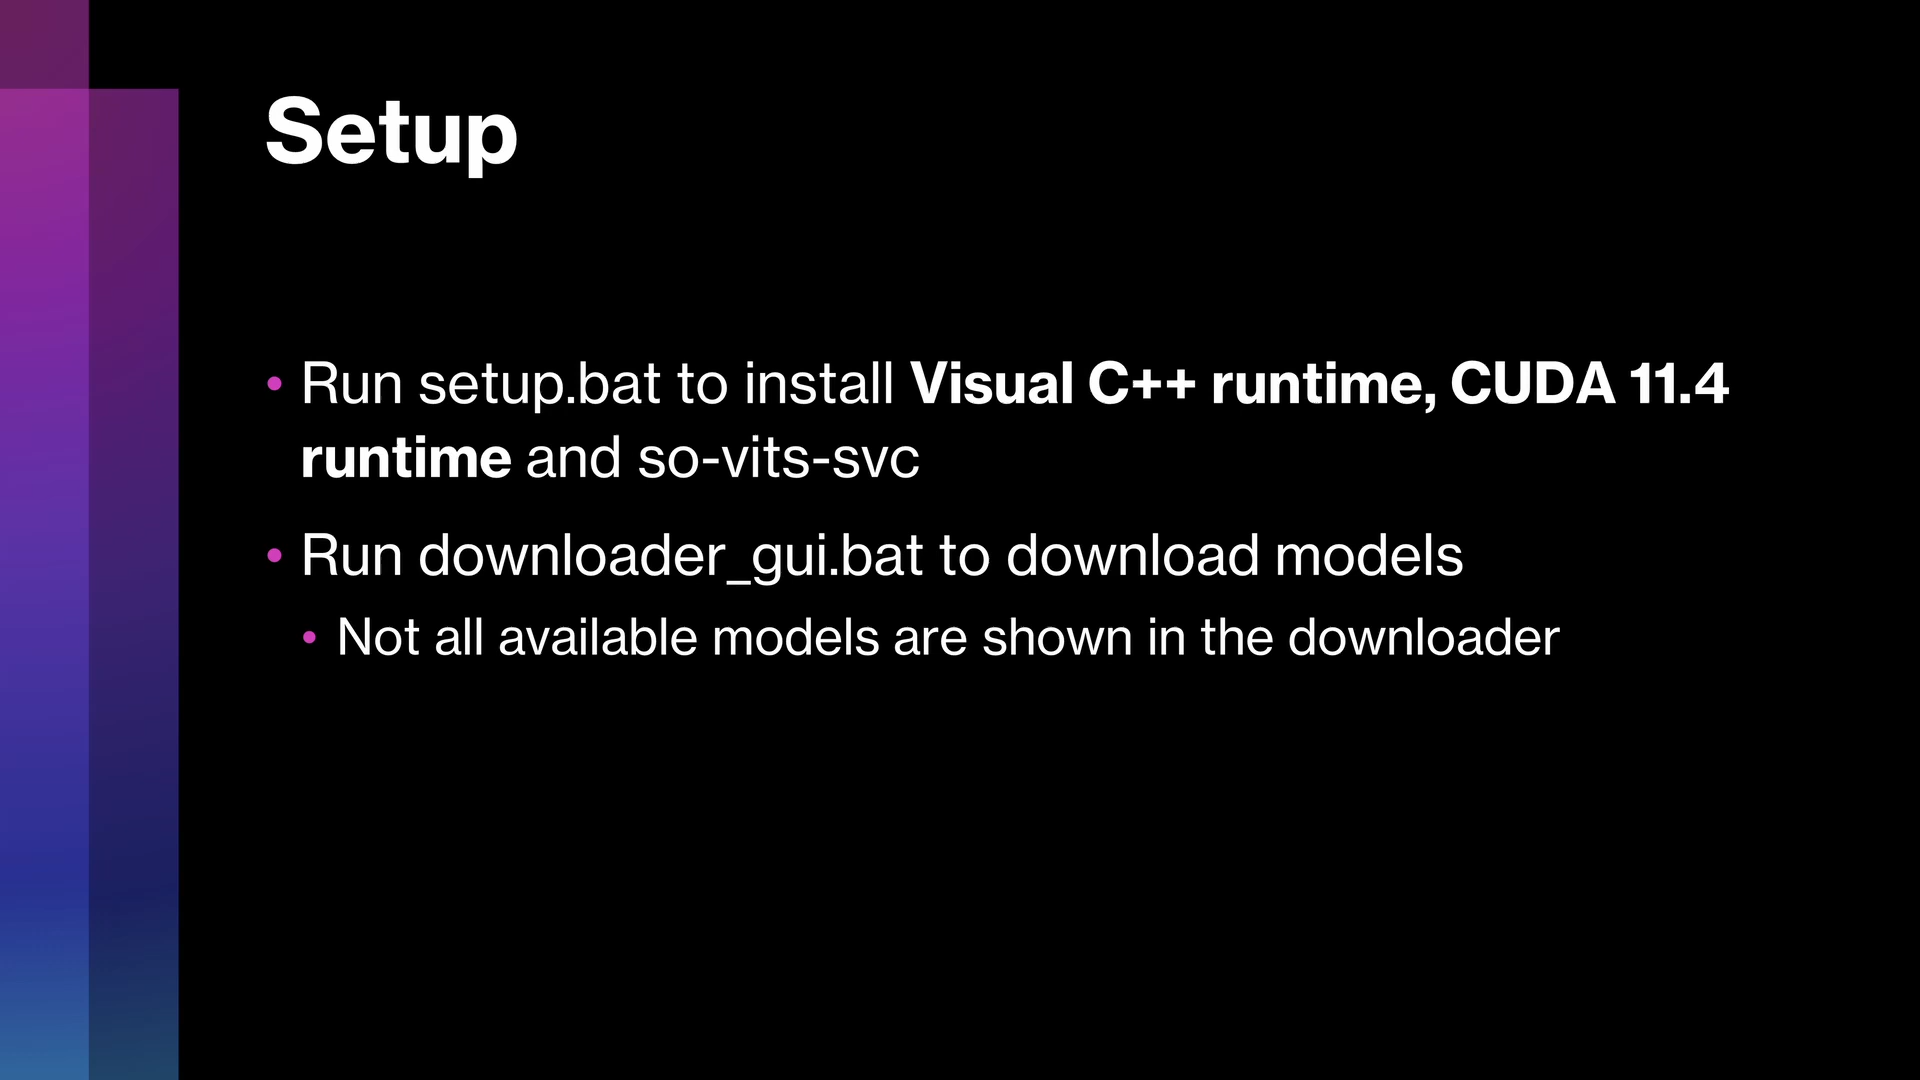 Setup
• Run setup.bat to install Visual C++ runtime, CUDA 11.4
runtime and so-vits-svc
• Run downloader_gui.bat to download models
• Not all available models are shown in the downloader